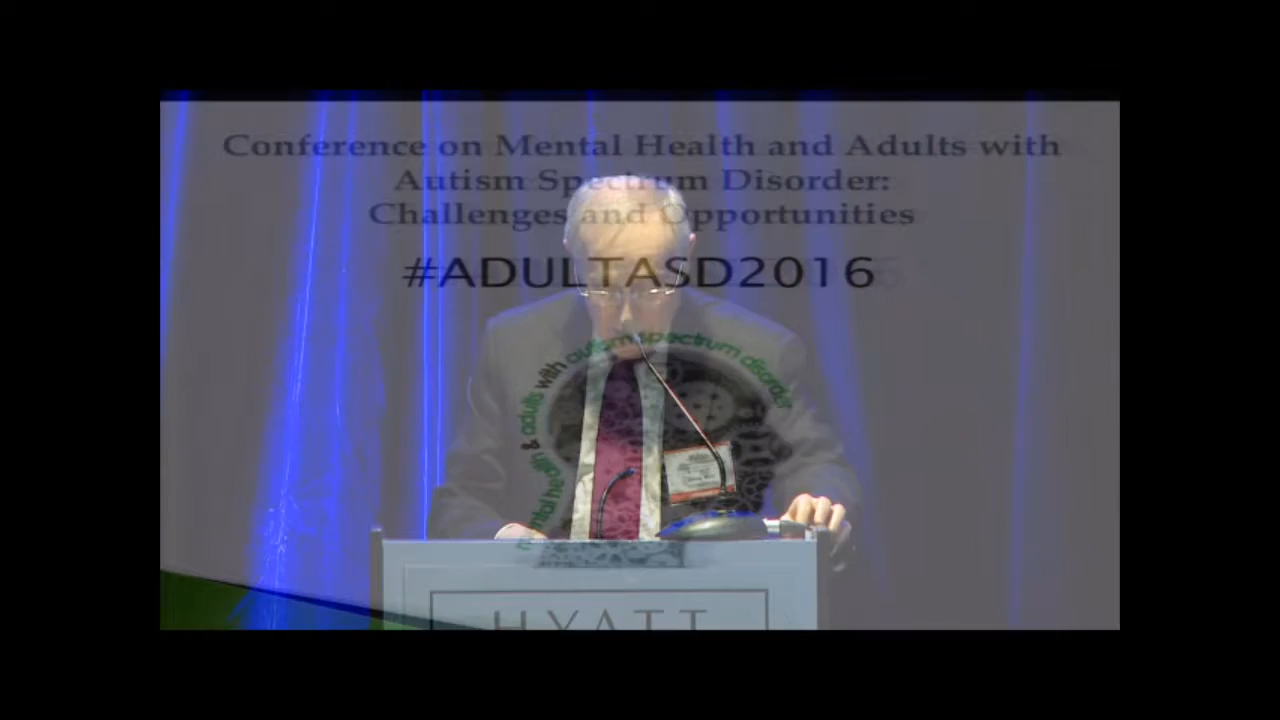 Conference on Mental Health and Adults with
Autism Spectrum Disorder:
Challenges and Opportunities
#ADULTASD2016
mental health & adults with autism spectrum disorder
HYATT